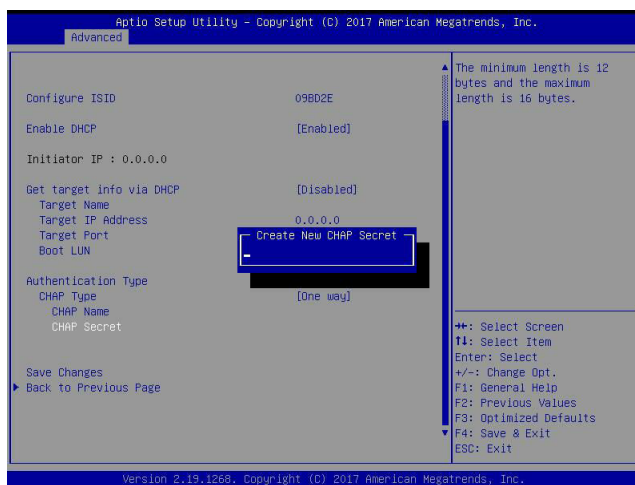 Aptio Setup Utility – Copyright (C) 2017 American Megatrends, Inc.
Advanced
Configure ISID 09BD2E
Enable DHCP [Enabled]
Initiator IP : 0.0.0.0
Get target info via DHCP [Disabled]
Target Name
Target IP Address 0.0.0.0
Target Port
Boot LUN
Create New CHAP Secret
Authentication Type
CHAP Type [One way]
CHAP Name
CHAP Secret
Save Changes
Back to Previous Page
The minimum length is 12
bytes and the maximum
length is 16 bytes.
→←: Select Screen
↑↓: Select Item
Enter: Select
+/-: Change Opt.
F1: General Help
F2: Previous Values
F3: Optimized Defaults
F4: Save & Exit
ESC: Exit
Version 2.19.1268. Copyright (C) 2017 American Megatrends, Inc.